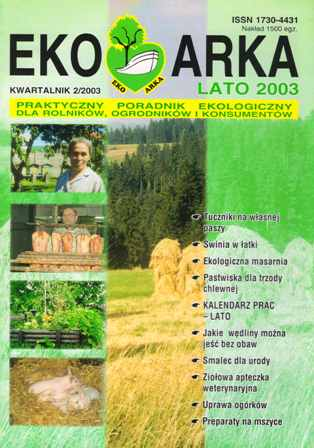 ISSN 1730-4431
Nakład 1500 egz.
EKO ARKA
EKO ARKA
KWARTALNIK 2/2003
LATO 2003
PRAKTYCZNY PORADNIK EKOLOGICZNY
DLA ROLNIKÓW, OGRODNIKÓW I KONSUMENTÓW
Tuczniki na własnej
paszy
Świnia w łatki
Ekologiczna masarnia
Pastwiska dla trzody
chlewnej
KALENDARZ PRAC
– LATO
Jakie wędliny można
jeść bez obaw
Smalec dla urody
Ziołowa apteczka
weterynaryjna
Uprawa ogórków
Preparaty na mszyce